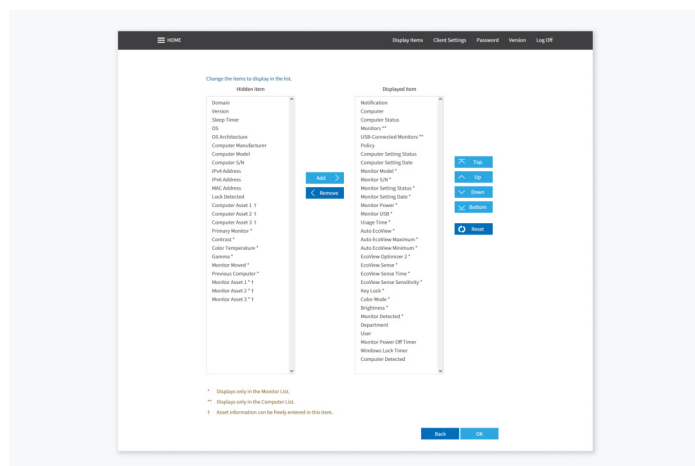 HOME
Display Items Client Settings Password Version Log Off
Change the items to display in the list.
Hidden item
Domain
Version
Sleep Timer
OS
OS Architecture
Computer Manufacturer
Computer Model
Computer S/N
IPv4 Address
IPv6 Address
MAC Address
Lock Detected
Computer Asset 1 †
Computer Asset 2 †
Computer Asset 3 †
Primary Monitor *
Contrast *
Color Temperature *
Gamma *
Monitor Moved *
Previous Computer *
Monitor Asset 1 * †
Monitor Asset 2 * †
Monitor Asset 3 * †
Add
Remove
Displayed item
Notification
Computer
Computer Status
Monitors **
USB-Connected Monitors **
Policy
Computer Setting Status
Computer Setting Date
Monitor Model *
Monitor S/N *
Monitor Setting Status *
Monitor Setting Date *
Monitor Power *
Monitor USB *
Usage Time *
Auto EcoView *
Auto EcoView Maximum *
Auto EcoView Minimum *
EcoView Optimizer 2 *
EcoView Sense *
EcoView Sense Time *
EcoView Sense Sensitivity *
Key Lock *
Color Mode *
Brightness *
Monitor Detected *
Department
User
Monitor Power Off Timer
Windows Lock Timer
Computer Detected
Top
Up
Down
Bottom
Reset
* Displays only in the Monitor List.
** Displays only in the Computer List.
† Asset information can be freely entered in this item.
Back OK